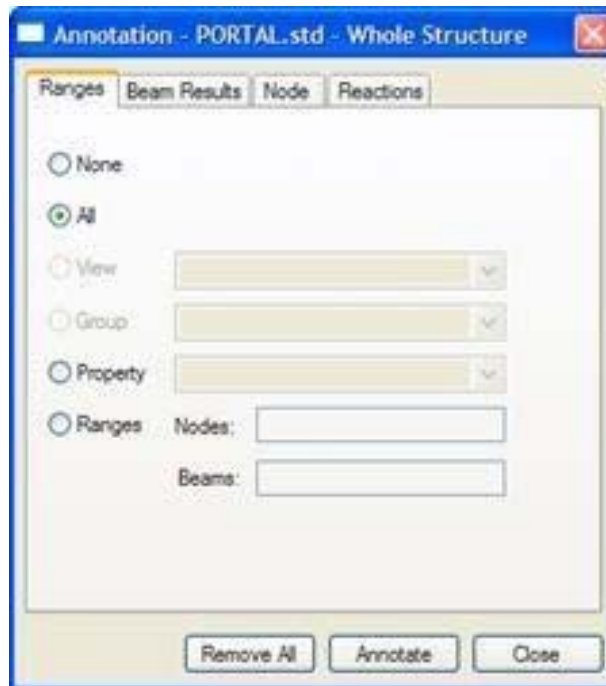 Annotation - PORTAL.std - Whole Structure
Ranges Beam Results Node Reactions
None
All
View
Group
Property
Ranges Nodes:
Beams:
Remove All Annotate Close